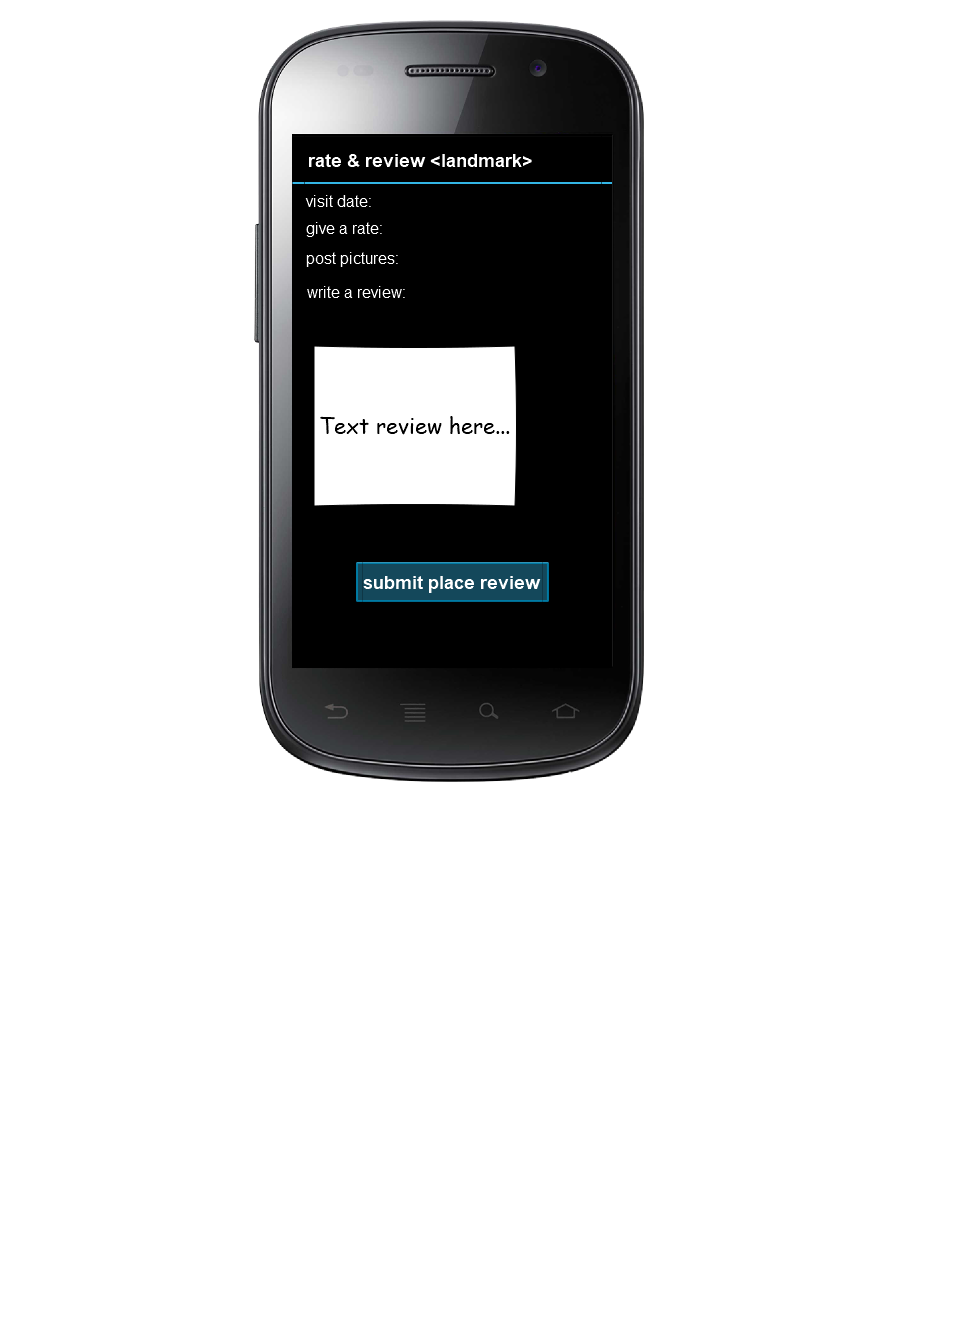 rate & review <landmark>
visit date:
give a rate:
post pictures:
write a review:
Text review here...
submit place review